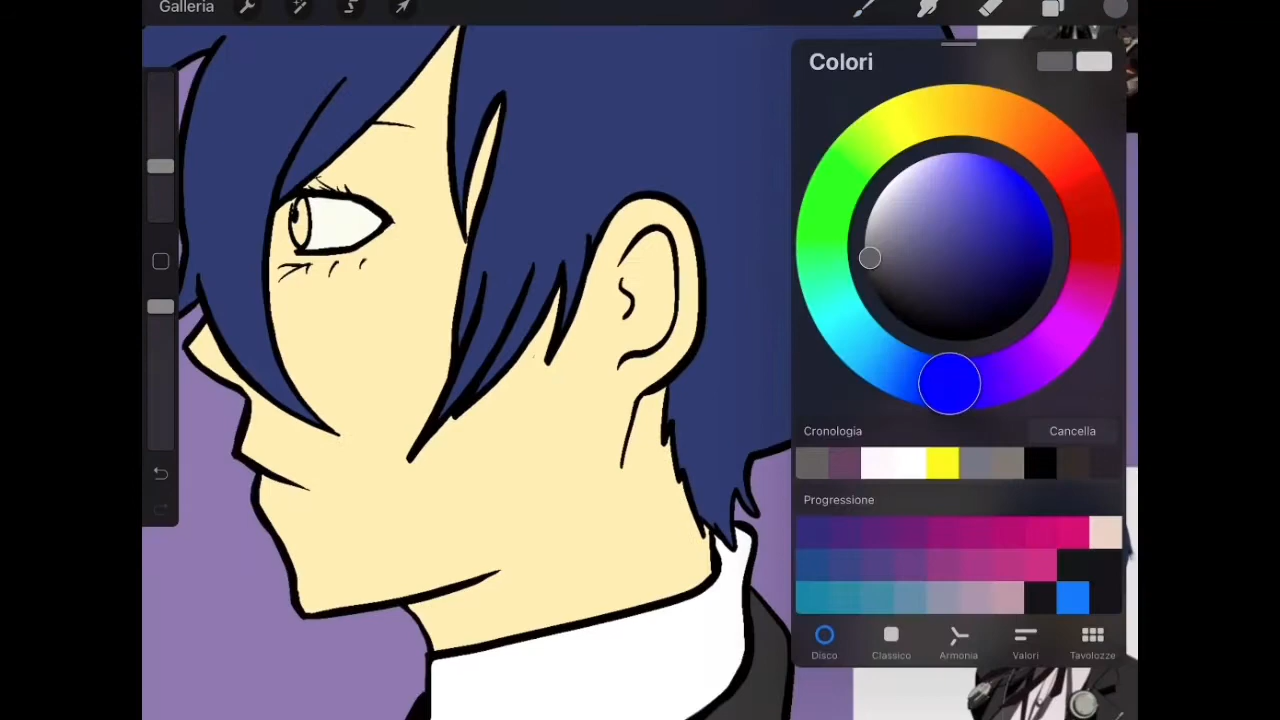 Galleria
Colori
Cronologia
Cancella
Progressione
Disco
Classico
Armonia
Valori
Tavolozze